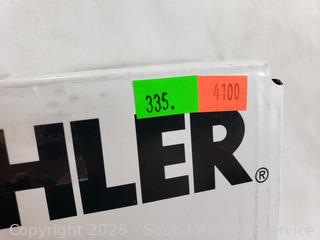 335. 4100
HLER®
Copyright 2025 - Sound Auction Service